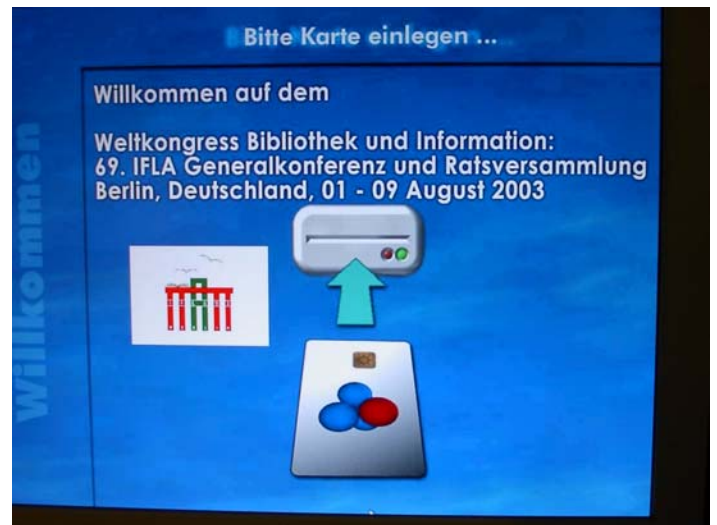 Bitte Karte einlegen ...
Willkommen auf dem
Weltkongress Bibliothek und Information:
69. IFLA Generalkonferenz und Ratsversammlung
Berlin, Deutschland, 01 - 09 August 2003
Willkommen